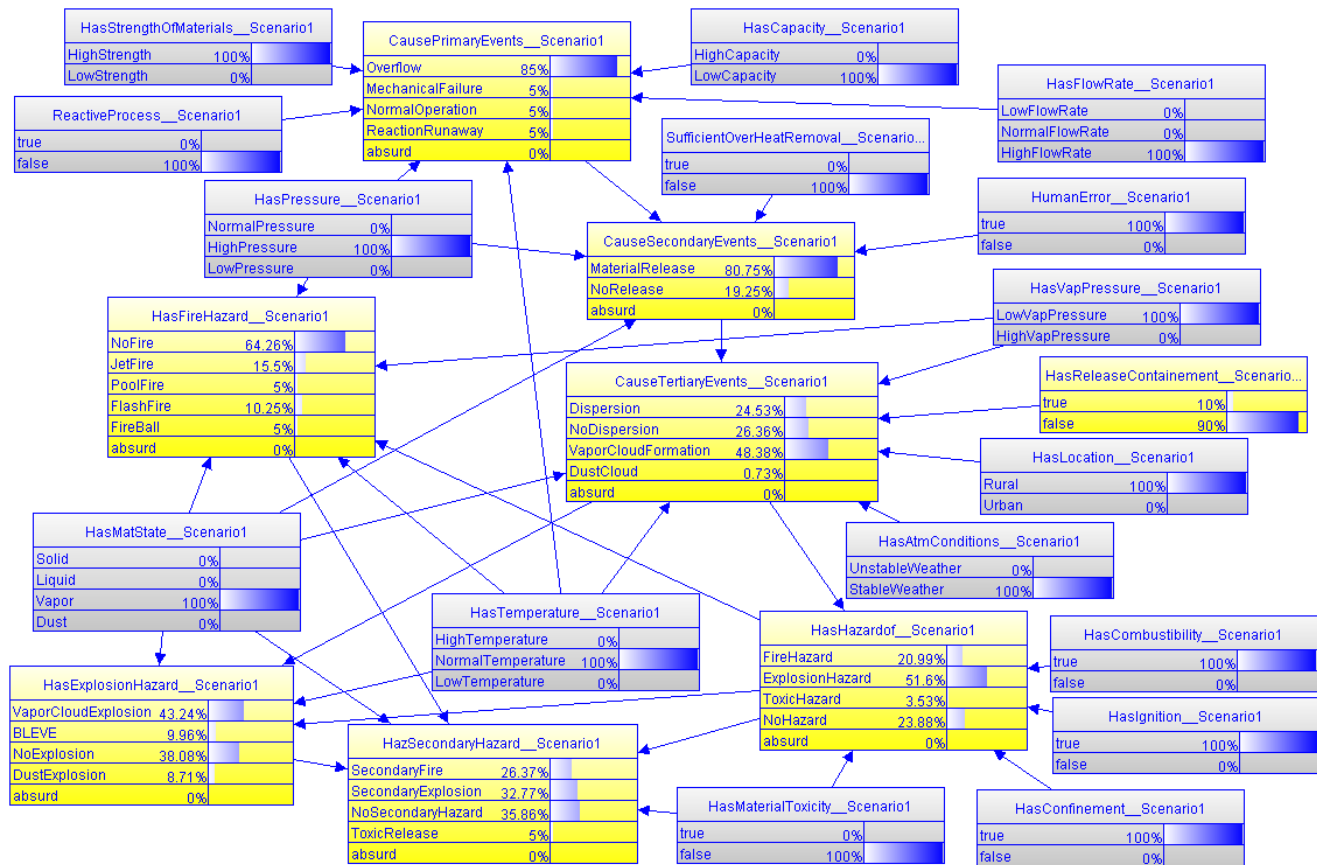 HasStrengthOfMaterials__Scenario1
HighStrength 100%
LowStrength 0%
CausePrimaryEvents__Scenario1
Overflow 85%
MechanicalFailure 5%
NormalOperation 5%
ReactionRunaway 5%
absurd 0%
HasCapacity__Scenario1
HighCapacity 0%
LowCapacity 100%
HasFlowRate__Scenario1
LowFlowRate 0%
NormalFlowRate 0%
HighFlowRate 100%
ReactiveProcess__Scenario1
true 0%
false 100%
SufficientOverHeatRemoval__Scenario...
true 0%
false 100%
HasPressure__Scenario1
NormalPressure 0%
HighPressure 100%
LowPressure 0%
HumanError__Scenario1
true 100%
false 0%
CauseSecondaryEvents__Scenario1
MaterialRelease 80.75%
NoRelease 19.25%
absurd 0%
HasVapPressure__Scenario1
LowVapPressure 100%
HighVapPressure 0%
HasFireHazard__Scenario1
NoFire 64.26%
JetFire 15.5%
PoolFire 5%
FlashFire 10.25%
FireBall 5%
absurd 0%
CauseTertiaryEvents__Scenario1
Dispersion 24.53%
NoDispersion 26.36%
VaporCloudFormation 48.38%
DustCloud 0.73%
absurd 0%
HasReleaseContainement__Scenario...
true 10%
false 90%
HasLocation__Scenario1
Rural 100%
Urban 0%
HasMatState__Scenario1
Solid 0%
Liquid 0%
Vapor 100%
Dust 0%
HasAtmConditions__Scenario1
UnstableWeather 0%
StableWeather 100%
HasTemperature__Scenario1
HighTemperature 0%
NormalTemperature 100%
LowTemperature 0%
HasHazardof__Scenario1
FireHazard 20.99%
ExplosionHazard 51.6%
ToxicHazard 3.53%
NoHazard 23.88%
absurd 0%
HasCombustibility__Scenario1
true 100%
false 0%
HasExplosionHazard__Scenario1
VaporCloudExplosion 43.24%
BLEVE 9.96%
NoExplosion 38.08%
DustExplosion 8.71%
absurd 0%
HasIgnition__Scenario1
true 100%
false 0%
HazSecondaryHazard__Scenario1
SecondaryFire 26.37%
SecondaryExplosion 32.77%
NoSecondaryHazard 35.86%
ToxicRelease 5%
absurd 0%
HasMaterialToxicity__Scenario1
true 0%
false 100%
HasConfinement__Scenario1
true 100%
false 0%